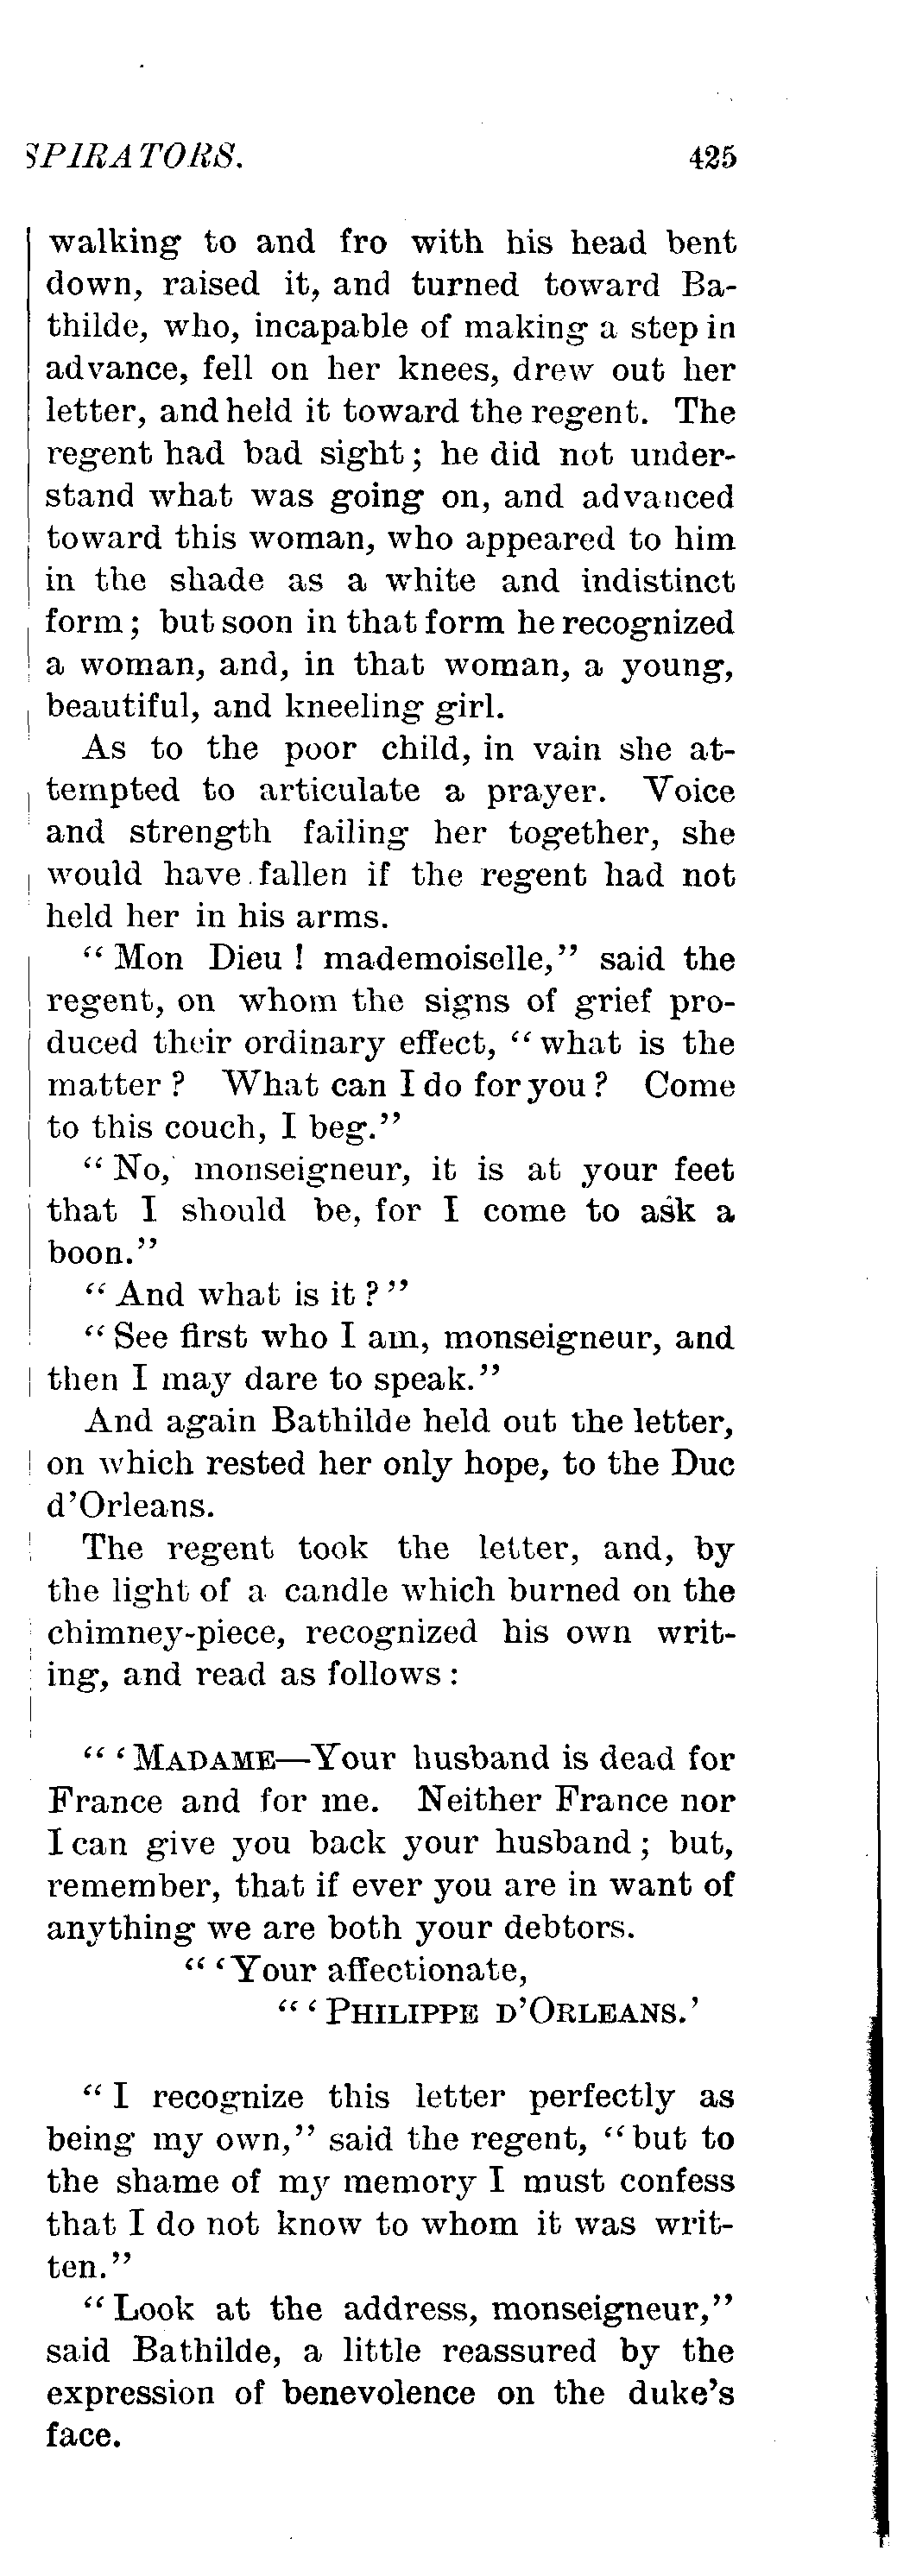 SPIRATORS. 425
walking to and fro with his head bent
down, raised it, and turned toward Ba-
thilde, who, incapable of making a step in
advance, fell on her knees, drew out her
letter, and held it toward the regent. The
regent had bad sight; he did not under-
stand what was going on, and advanced
toward this woman, who appeared to him
in the shade as a white and indistinct
form; but soon in that form he recognized
a woman, and, in that woman, a young,
beautiful, and kneeling girl.
As to the poor child, in vain she at-
tempted to articulate a prayer. Voice
and strength failing her together, she
would have fallen if the regent had not
held her in his arms.
"Mon Dieu! mademoiselle," said the
regent, on whom the signs of grief pro-
duced their ordinary effect, "what is the
matter? What can I do for you? Come
to this couch, I beg."
"No, monseigneur, it is at your feet
that I should be, for I come to ask a
boon."
"And what is it?"
"See first who I am, monseigneur, and
then I may dare to speak."
And again Bathilde held out the letter,
on which rested her only hope, to the Duc
d'Orleans.
The regent took the letter, and, by
the light of a candle which burned on the
chimney-piece, recognized his own writ-
ing, and read as follows:
"'MADAME—Your husband is dead for
France and for me. Neither France nor
I can give you back your husband; but,
remember, that if ever you are in want of
anything we are both your debtors.
"'Your affectionate,
"'PHILIPPE D'ORLEANS.'
"I recognize this letter perfectly as
being my own," said the regent, "but to
the shame of my memory I must confess
that I do not know to whom it was writ-
ten."
"Look at the address, monseigneur,"
said Bathilde, a little reassured by the
expression of benevolence on the duke's
face.